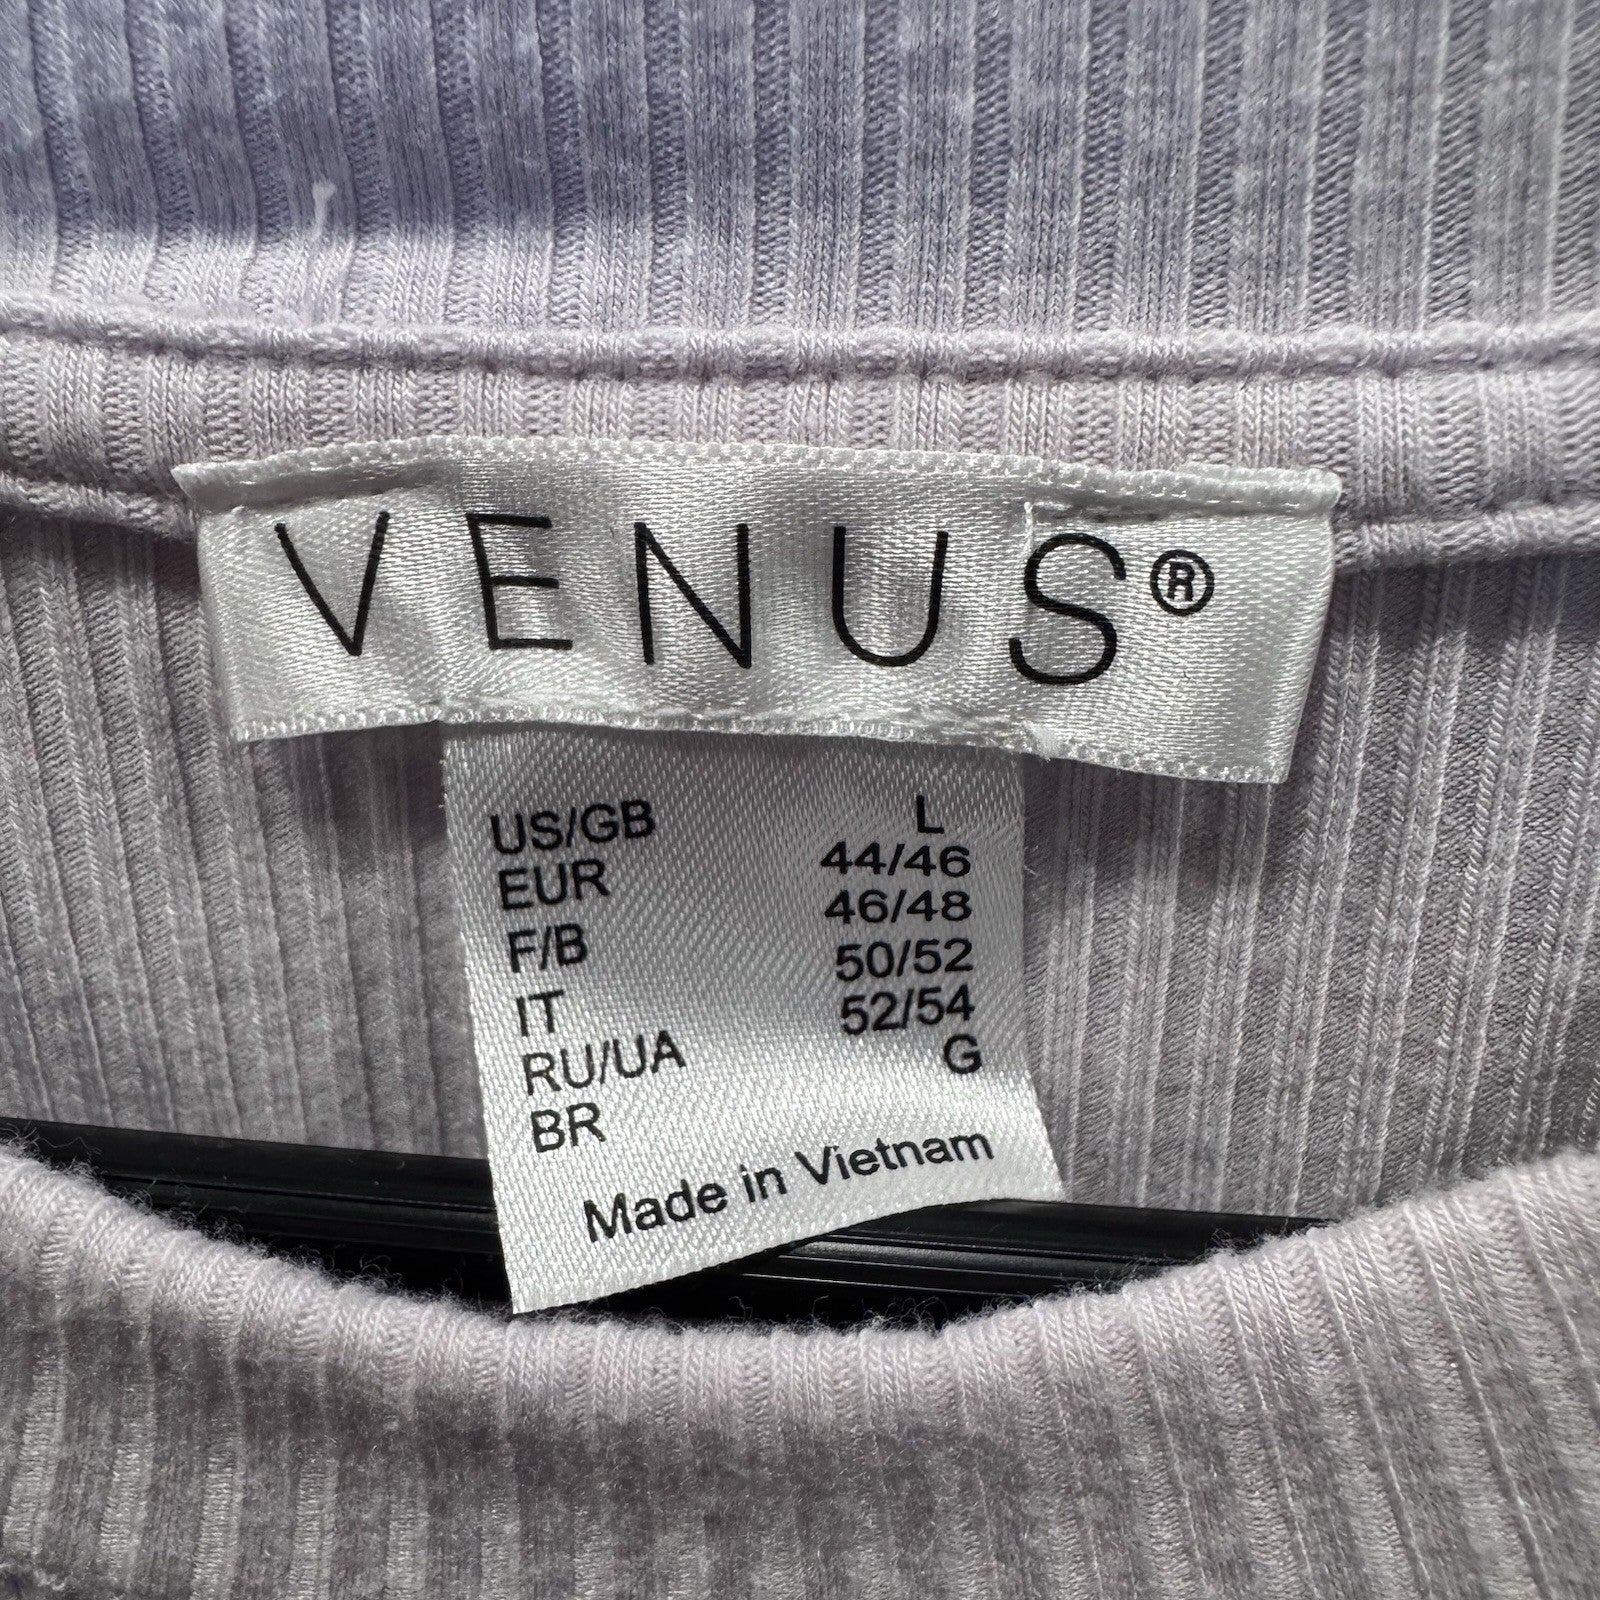 VENUS®
US/GB L
EUR 44/46
F/B 46/48
IT 50/52
RU/UA 52/54
BR G
Made in Vietnam